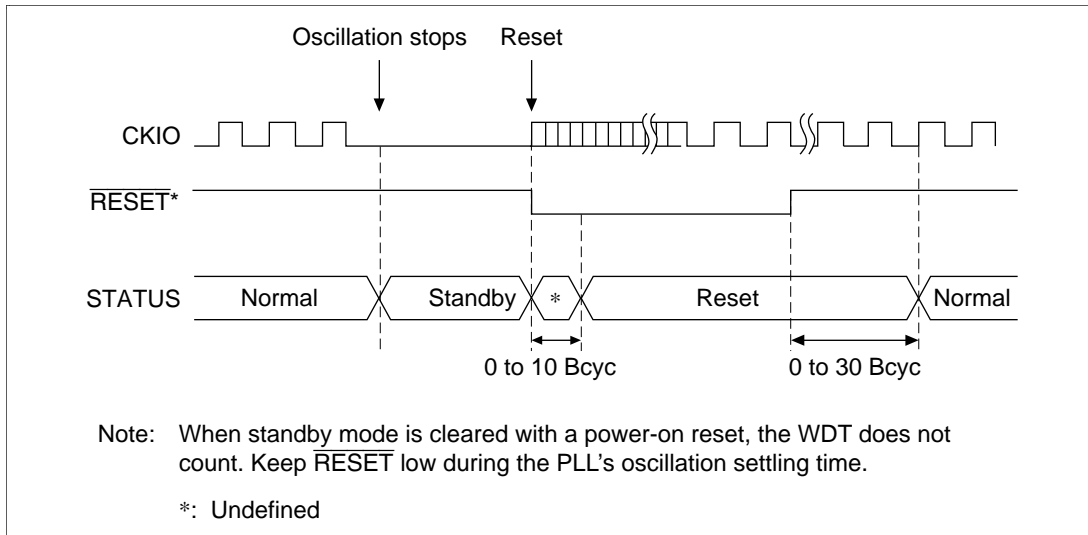 Oscillation stops Reset
CKIO
RESET*
STATUS Normal Standby * Reset Normal
0 to 10 Bcyc 0 to 30 Bcyc
Note: When standby mode is cleared with a power-on reset, the WDT does not
count. Keep RESET low during the PLL's oscillation settling time.
*: Undefined